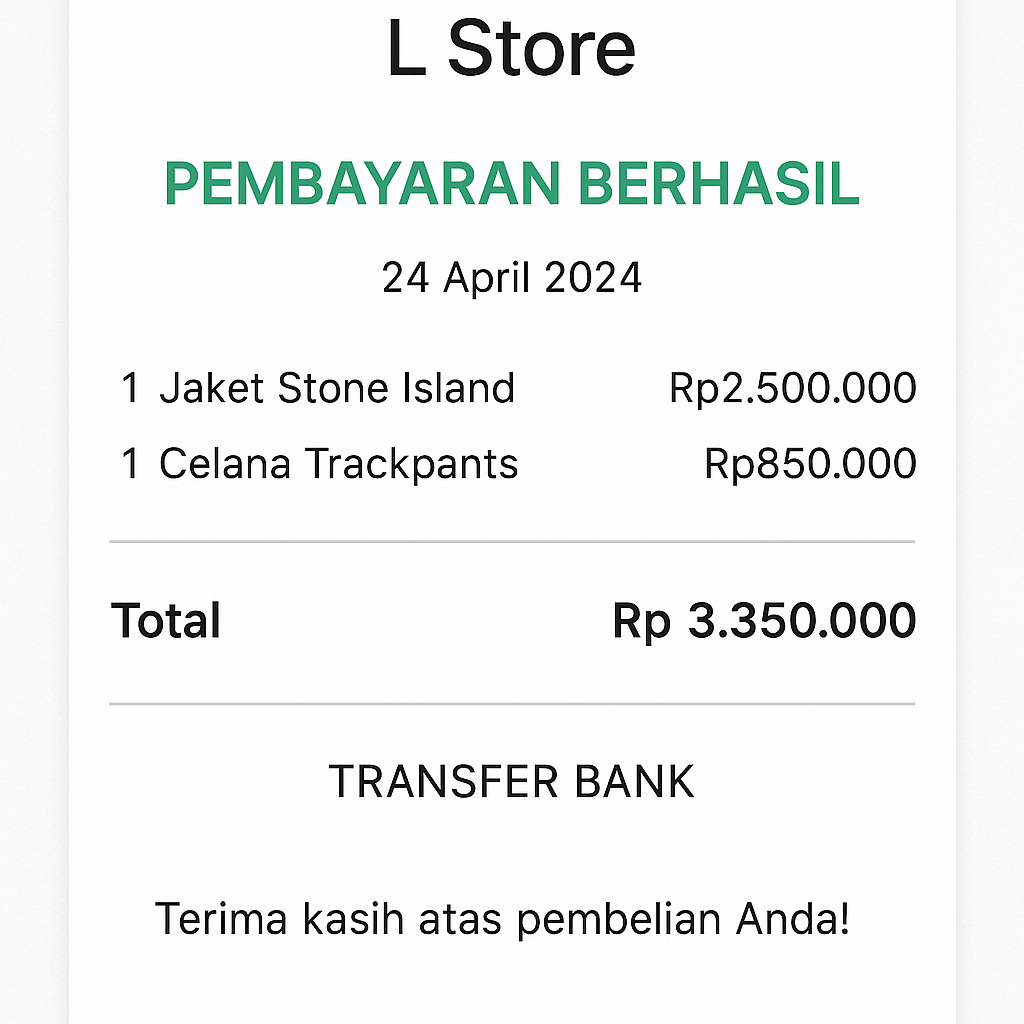 L Store
PEMBAYARAN BERHASIL
24 April 2024
1 Jaket Stone Island Rp2.500.000
1 Celana Trackpants Rp850.000
Total Rp 3.350.000
TRANSFER BANK
Terima kasih atas pembelian Anda!